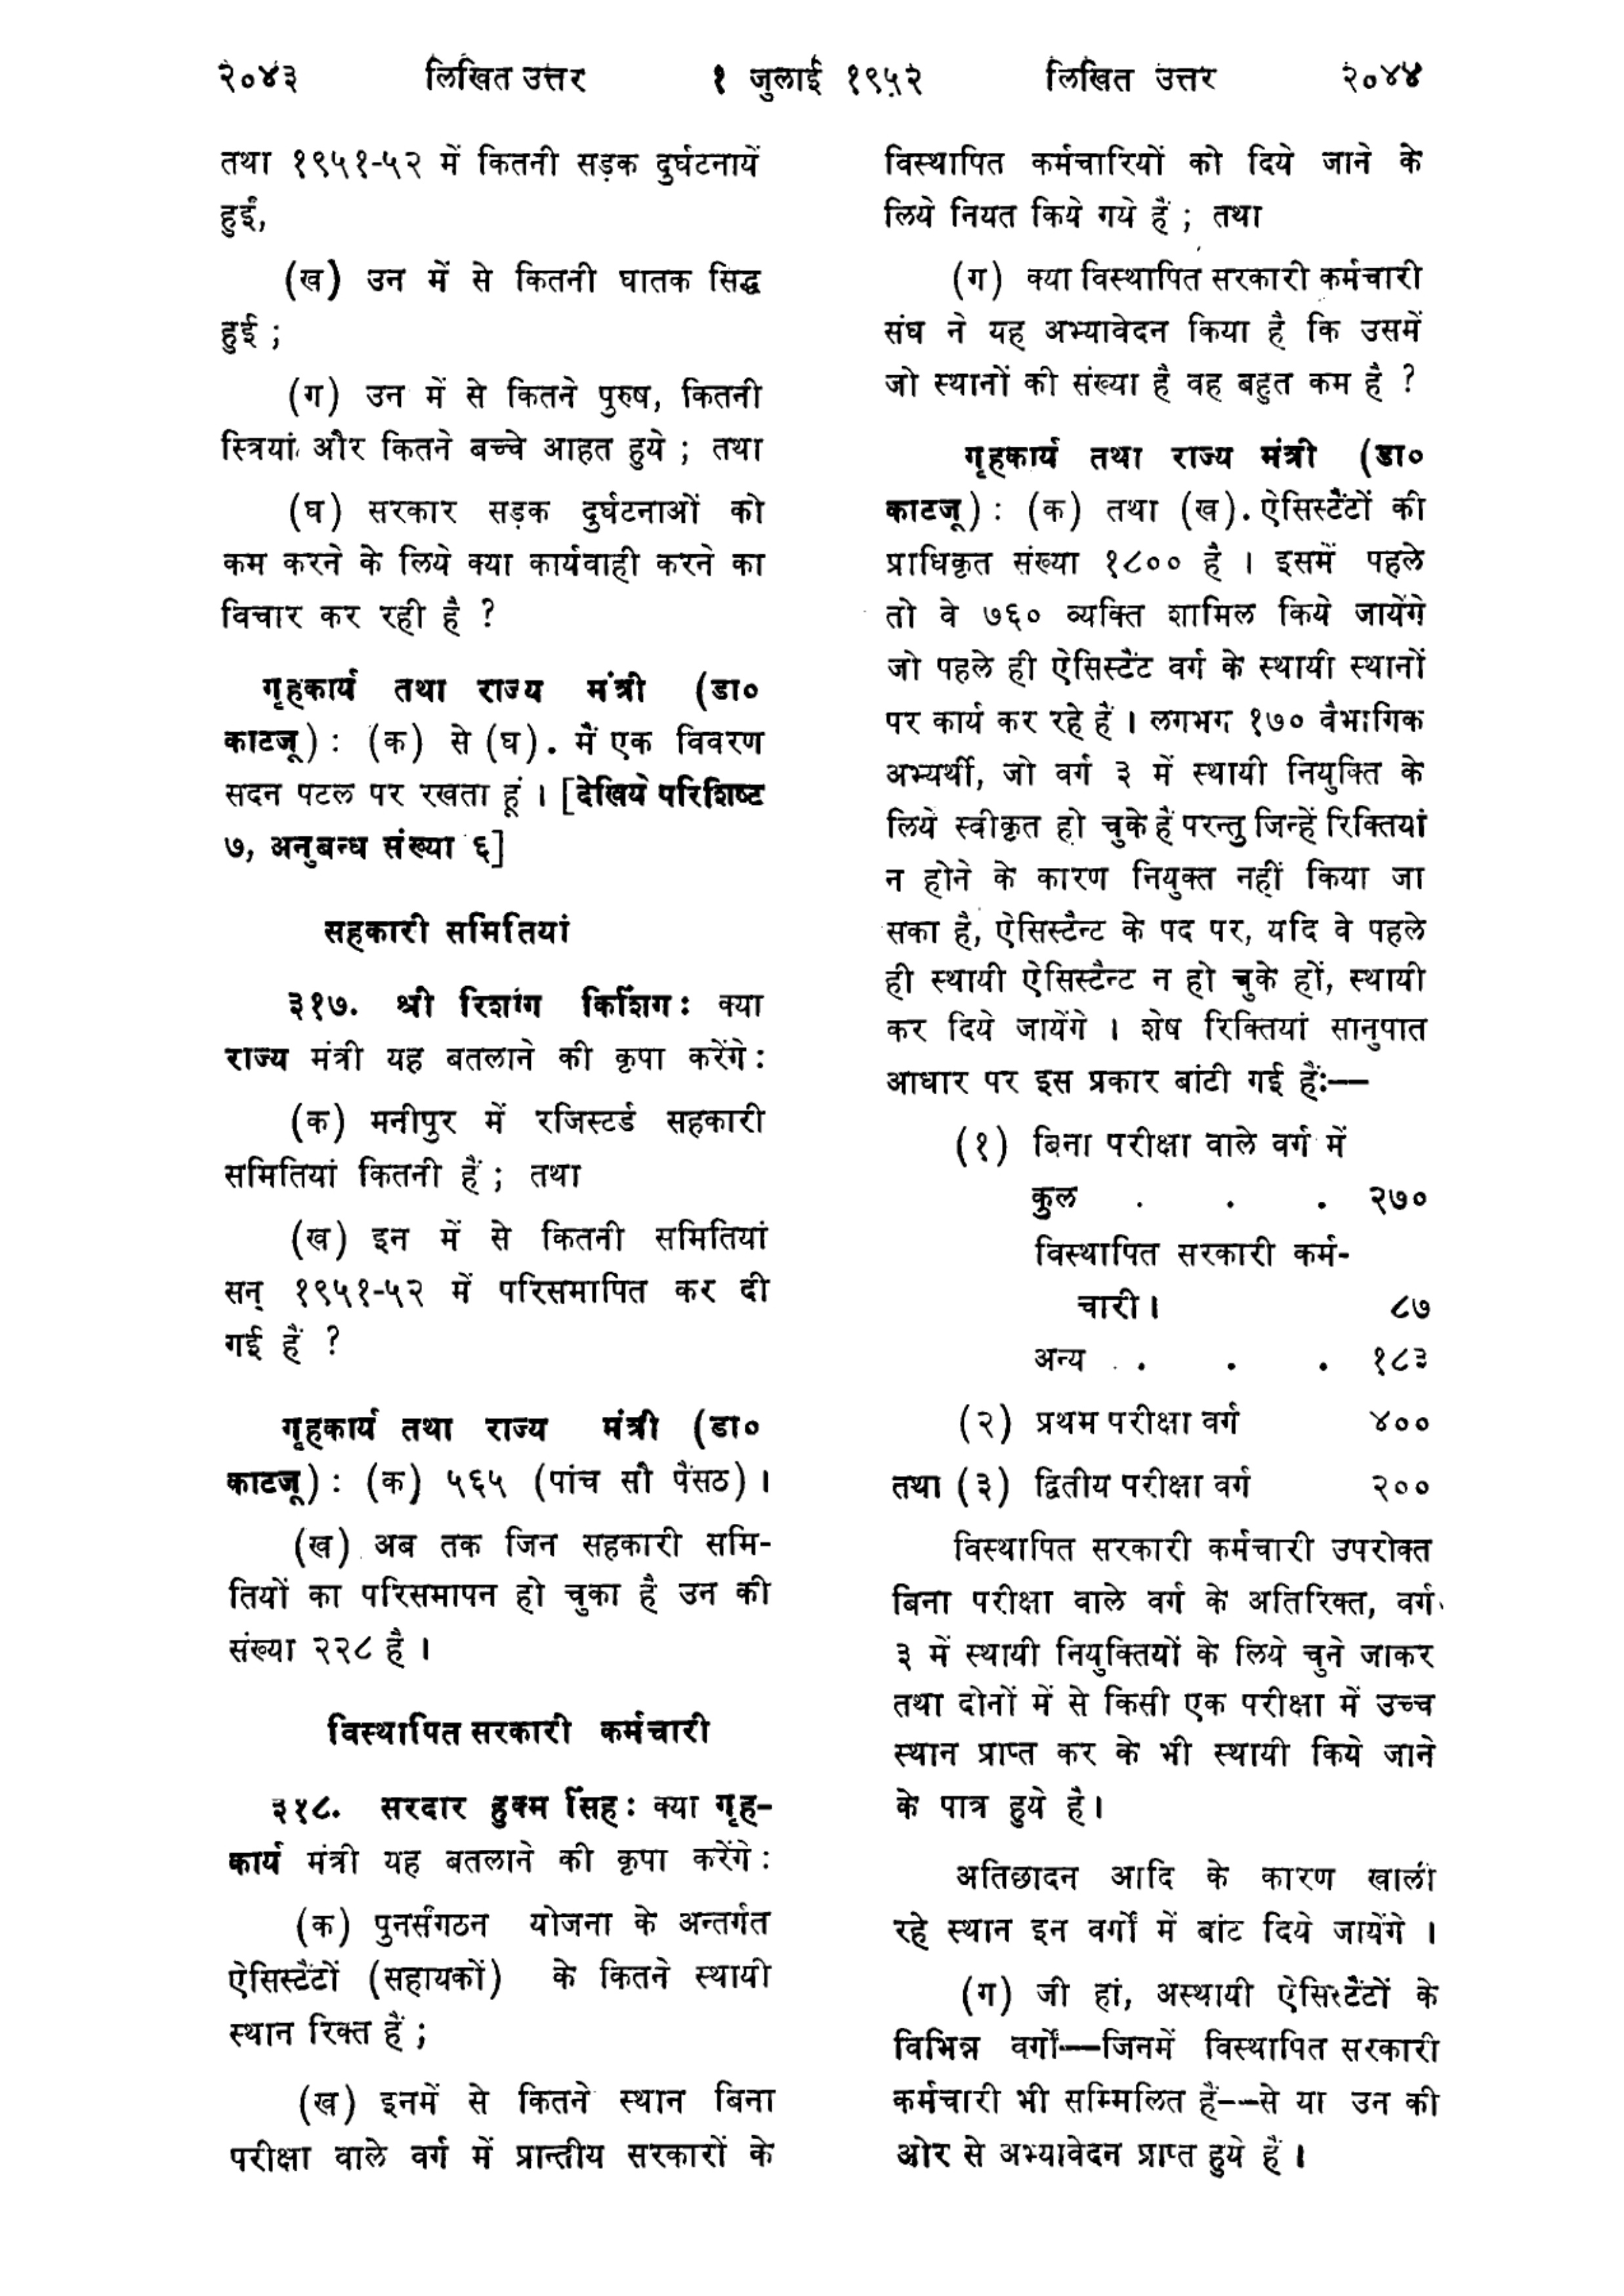 २०४३ लिखित उत्तर १ जुलाई १९५२ लिखित उत्तर २०४४
तथा १९५१-५२ में कितनी सड़क दुर्घटनायें
हुईं,
(ख) उन में से कितनी घातक सिद्ध
हुई ;
(ग) उन में से कितने पुरुष, कितनी
स्त्रियां और कितने बच्चे आहत हुये ; तथा
(घ) सरकार सड़क दुर्घटनाओं को
कम करने के लिये क्या कार्यवाही करने का
विचार कर रही है ?
गृहकार्य तथा राज्य मंत्री (डा०
काटजू) : (क) से (घ). मैं एक विवरण
सदन पटल पर रखता हूं । [देखिये परिशिष्ट
७, अनुबन्ध संख्या ६]
सहकारी समितियां
३१७. श्री रिशांग किशिंग : क्या
राज्य मंत्री यह बतलाने की कृपा करेंगे :
(क) मनीपुर में रजिस्टर्ड सहकारी
समितियां कितनी हैं ; तथा
(ख) इन में से कितनी समितियां
सन् १९५१-५२ में परिसमापित कर दी
गई हैं ?
गृहकार्य तथा राज्य मंत्री (डा०
काटजू) : (क) ५६५ (पांच सौ पैंसठ) ।
(ख) अब तक जिन सहकारी समि-
तियों का परिसमापन हो चुका है उन की
संख्या २२८ है ।
विस्थापित सरकारी कर्मचारी
३१८. सरदार हुक्म सिंह : क्या गृह-
कार्य मंत्री यह बतलाने की कृपा करेंगे :
(क) पुनर्संगठन योजना के अन्तर्गत
ऐसिस्टैंटों (सहायकों) के कितने स्थायी
स्थान रिक्त हैं ;
(ख) इनमें से कितने स्थान बिना
परीक्षा वाले वर्ग में प्रान्तीय सरकारों के
विस्थापित कर्मचारियों को दिये जाने के
लिये नियत किये गये हैं ; तथा
(ग) क्या विस्थापित सरकारी कर्मचारी
संघ ने यह अभ्यावेदन किया है कि उसमें
जो स्थानों की संख्या है वह बहुत कम है ?
गृहकार्य तथा राज्य मंत्री (डा०
काटजू) : (क) तथा (ख). ऐसिस्टैंटों की
प्राधिकृत संख्या १८०० है । इसमें पहले
तो वे ७६० व्यक्ति शामिल किये जायेंगे
जो पहले ही ऐसिस्टैंट वर्ग के स्थायी स्थानों
पर कार्य कर रहे हैं । लगभग १७० वैभागिक
अभ्यर्थी, जो वर्ग ३ में स्थायी नियुक्ति के
लिये स्वीकृत हो चुके हैं परन्तु जिन्हें रिक्तियां
न होने के कारण नियुक्त नहीं किया जा
सका है, ऐसिस्टैन्ट के पद पर, यदि वे पहले
ही स्थायी ऐसिस्टैन्ट न हो चुके हों, स्थायी
कर दिये जायेंगे । शेष रिक्तियां सानुपात
आधार पर इस प्रकार बांटी गई हैं:—
(१) बिना परीक्षा वाले वर्ग में
कुल . . . २७०
विस्थापित सरकारी कर्म-
चारी। ८७
अन्य . . . १८३
(२) प्रथम परीक्षा वर्ग ४००
तथा (३) द्वितीय परीक्षा वर्ग २००
विस्थापित सरकारी कर्मचारी उपरोक्त
बिना परीक्षा वाले वर्ग के अतिरिक्त, वर्ग
३ में स्थायी नियुक्तियों के लिये चुने जाकर
तथा दोनों में से किसी एक परीक्षा में उच्च
स्थान प्राप्त कर के भी स्थायी किये जाने
के पात्र हुये है।
अतिछादन आदि के कारण खाली
रहे स्थान इन वर्गों में बांट दिये जायेंगे ।
(ग) जी हां, अस्थायी ऐसिस्टैंटों के
विभिन्न वर्गों—जिनमें विस्थापित सरकारी
कर्मचारी भी सम्मिलित हैं--से या उन की
ओर से अभ्यावेदन प्राप्त हुये हैं ।